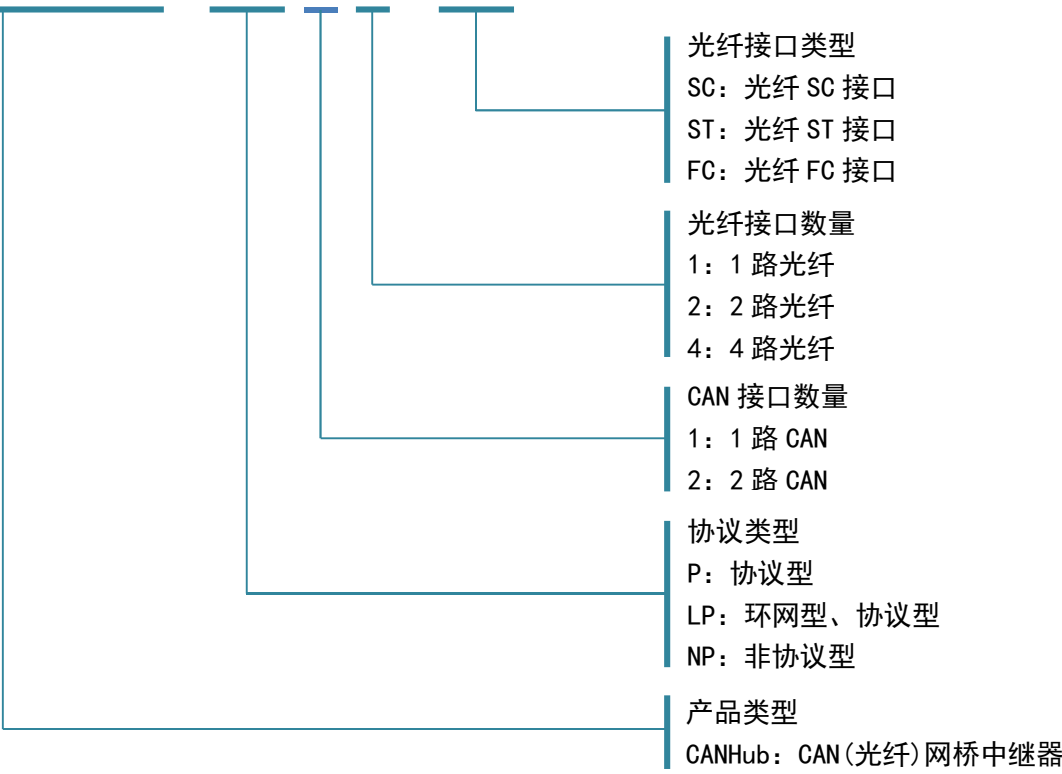 光纤接口类型
SC：光纤 SC 接口
ST：光纤 ST 接口
FC：光纤 FC 接口
光纤接口数量
1：1 路光纤
2：2 路光纤
4：4 路光纤
CAN 接口数量
1：1 路 CAN
2：2 路 CAN
协议类型
P：协议型
LP：环网型、协议型
NP：非协议型
产品类型
CANHub：CAN(光纤)网桥中继器